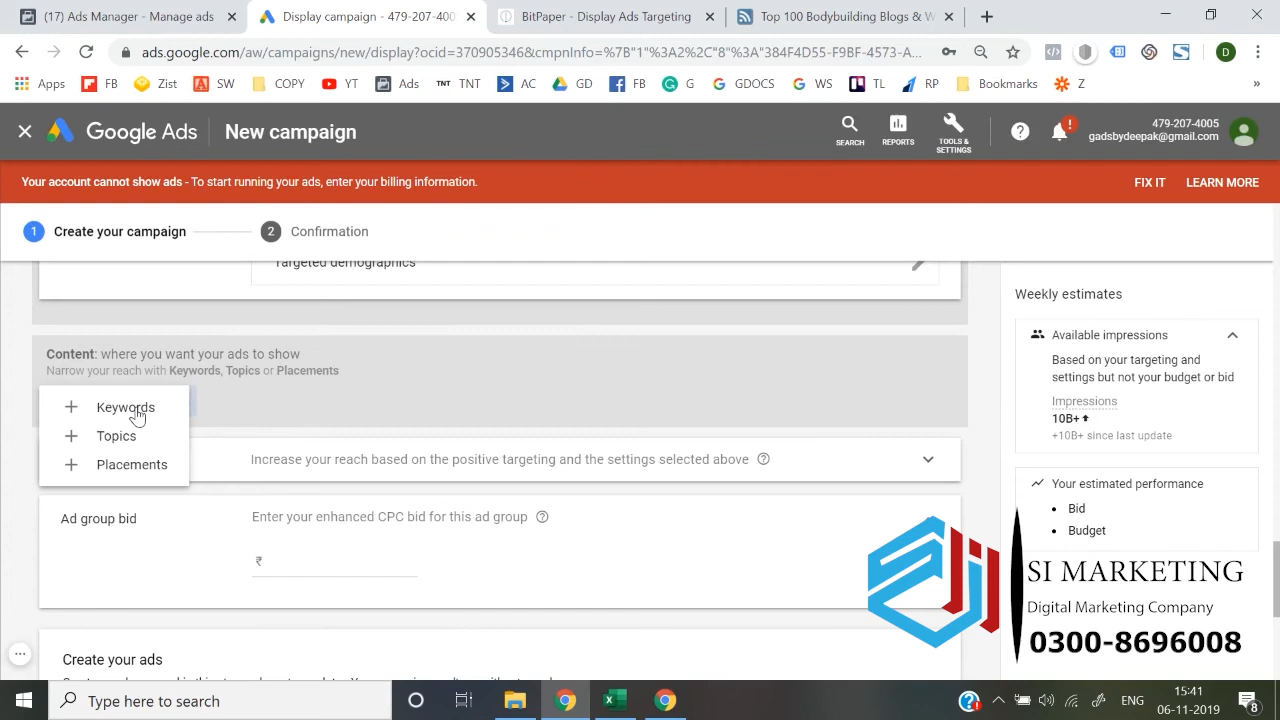 (17) Ads Manager - Manage ads
Display campaign - 479-207-400
BitPaper - Display Ads Targeting
Top 100 Bodybuilding Blogs & W
ads.google.com/aw/campaigns/new/display?ocid=370905346&cmpnInfo=%7B"1"%3A2%2C"8"%3A"384F4D55-F9BF-4573-A...
D
Apps FB Zist SW COPY YT Ads TNT TNT AC GD FB G GDOCS WS TL RP Bookmarks Z »
Google Ads New campaign
SEARCH REPORTS TOOLS & SETTINGS
479-207-4005
gadsbydeepak@gmail.com
Your account cannot show ads - To start running your ads, enter your billing information. FIX IT LEARN MORE
1 Create your campaign 2 Confirmation
Targeted demographics
Content: where you want your ads to show
Narrow your reach with Keywords, Topics or Placements
Keywords
Topics
Placements
Increase your reach based on the positive targeting and the settings selected above
Ad group bid Enter your enhanced CPC bid for this ad group
₹
Create your ads
Weekly estimates
Available impressions
Based on your targeting and
settings but not your budget or bid
Impressions
10B+
+10B+ since last update
Your estimated performance
• Bid
• Budget
SI MARKETING
Digital Marketing Company
0300-8696008
Type here to search
ENG
15:41
06-11-2019
8